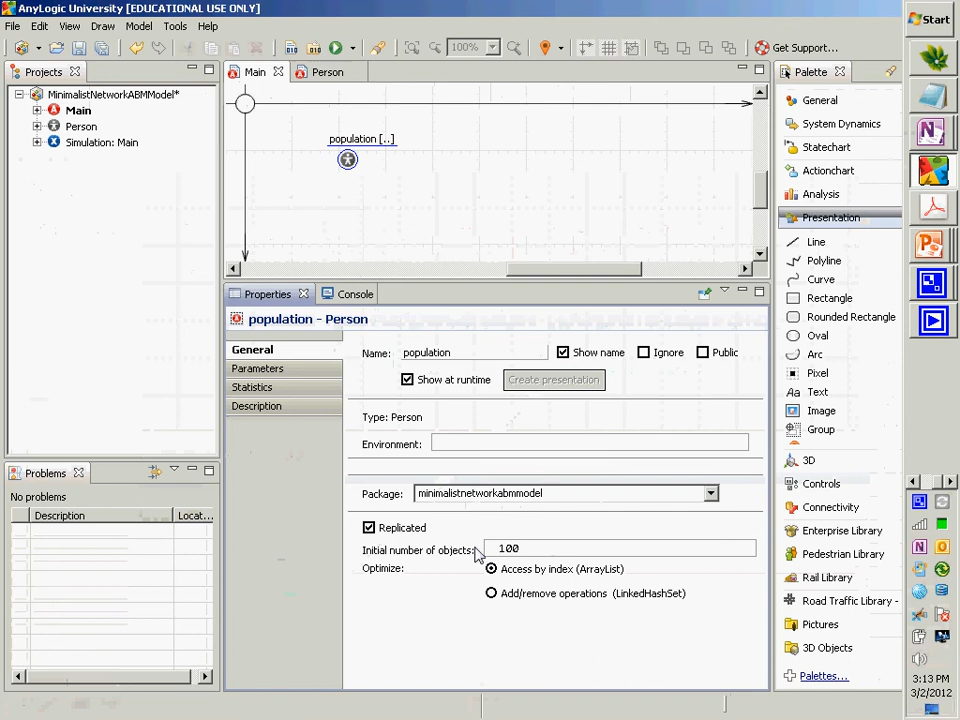 AnyLogic University [EDUCATIONAL USE ONLY]
File Edit View Draw Model Tools Help
100% Get Support...
Projects
MinimalistNetworkABMModel*
Main
Person
Simulation: Main
Main Person
population [..]
Properties Console
population - Person
General
Parameters
Statistics
Description
Name: population Show name Ignore Public
Show at runtime Create presentation
Type: Person
Environment:
Package: minimalistnetworkabmmodel
Replicated
Initial number of objects: 100
Optimize: Access by index (ArrayList)
Add/remove operations (LinkedHashSet)
Problems
No problems
Description Locat...
Palette
General
System Dynamics
Statechart
Actionchart
Analysis
Presentation
Line
Polyline
Curve
Rectangle
Rounded Rectangle
Oval
Arc
Pixel
Aa Text
Image
Group
3D
Controls
Connectivity
Enterprise Library
Pedestrian Library
Rail Library
Road Traffic Library -
Pictures
3D Objects
Palettes...
Start
3:13 PM
3/2/2012